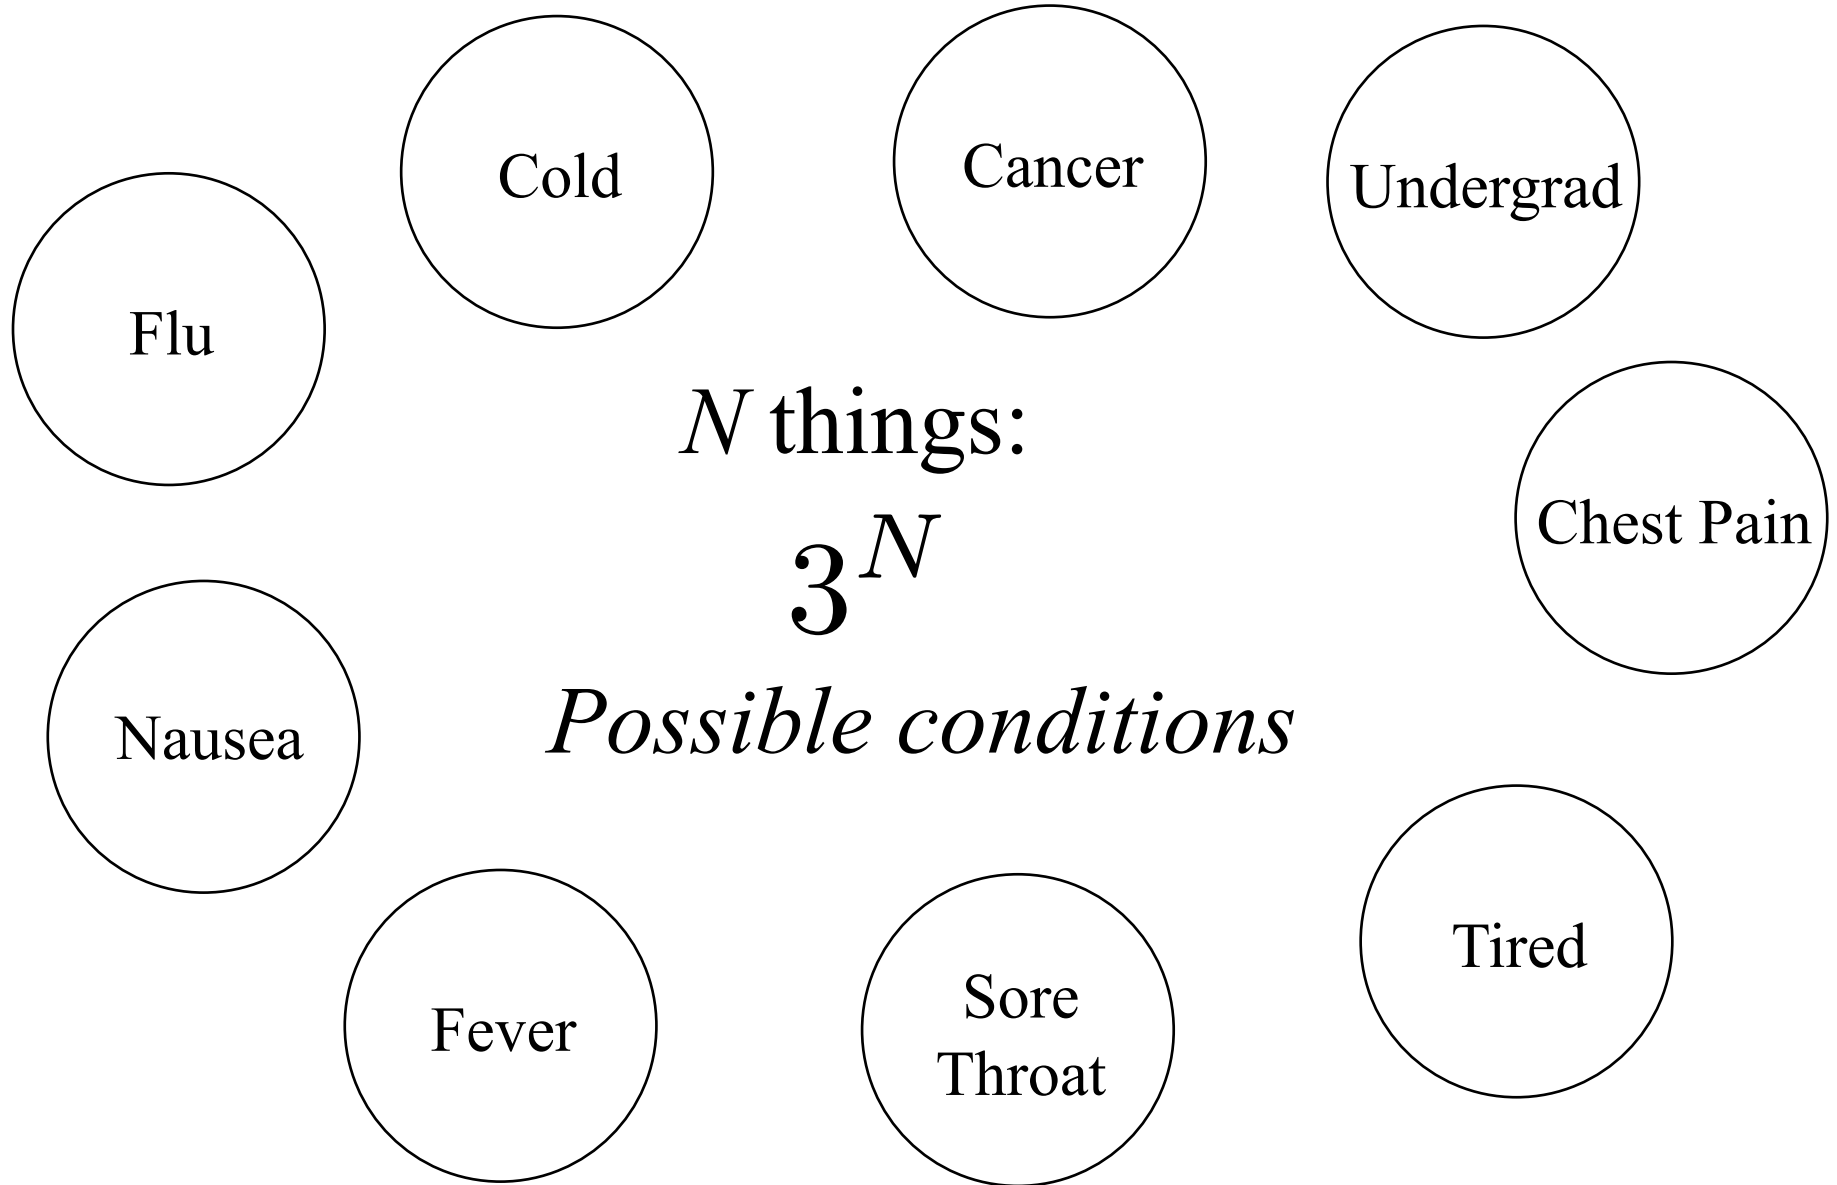 Cold
Cancer
Undergrad
Flu
N things:
3^N
Chest Pain
Possible conditions
Nausea
Tired
Fever
Sore
Throat